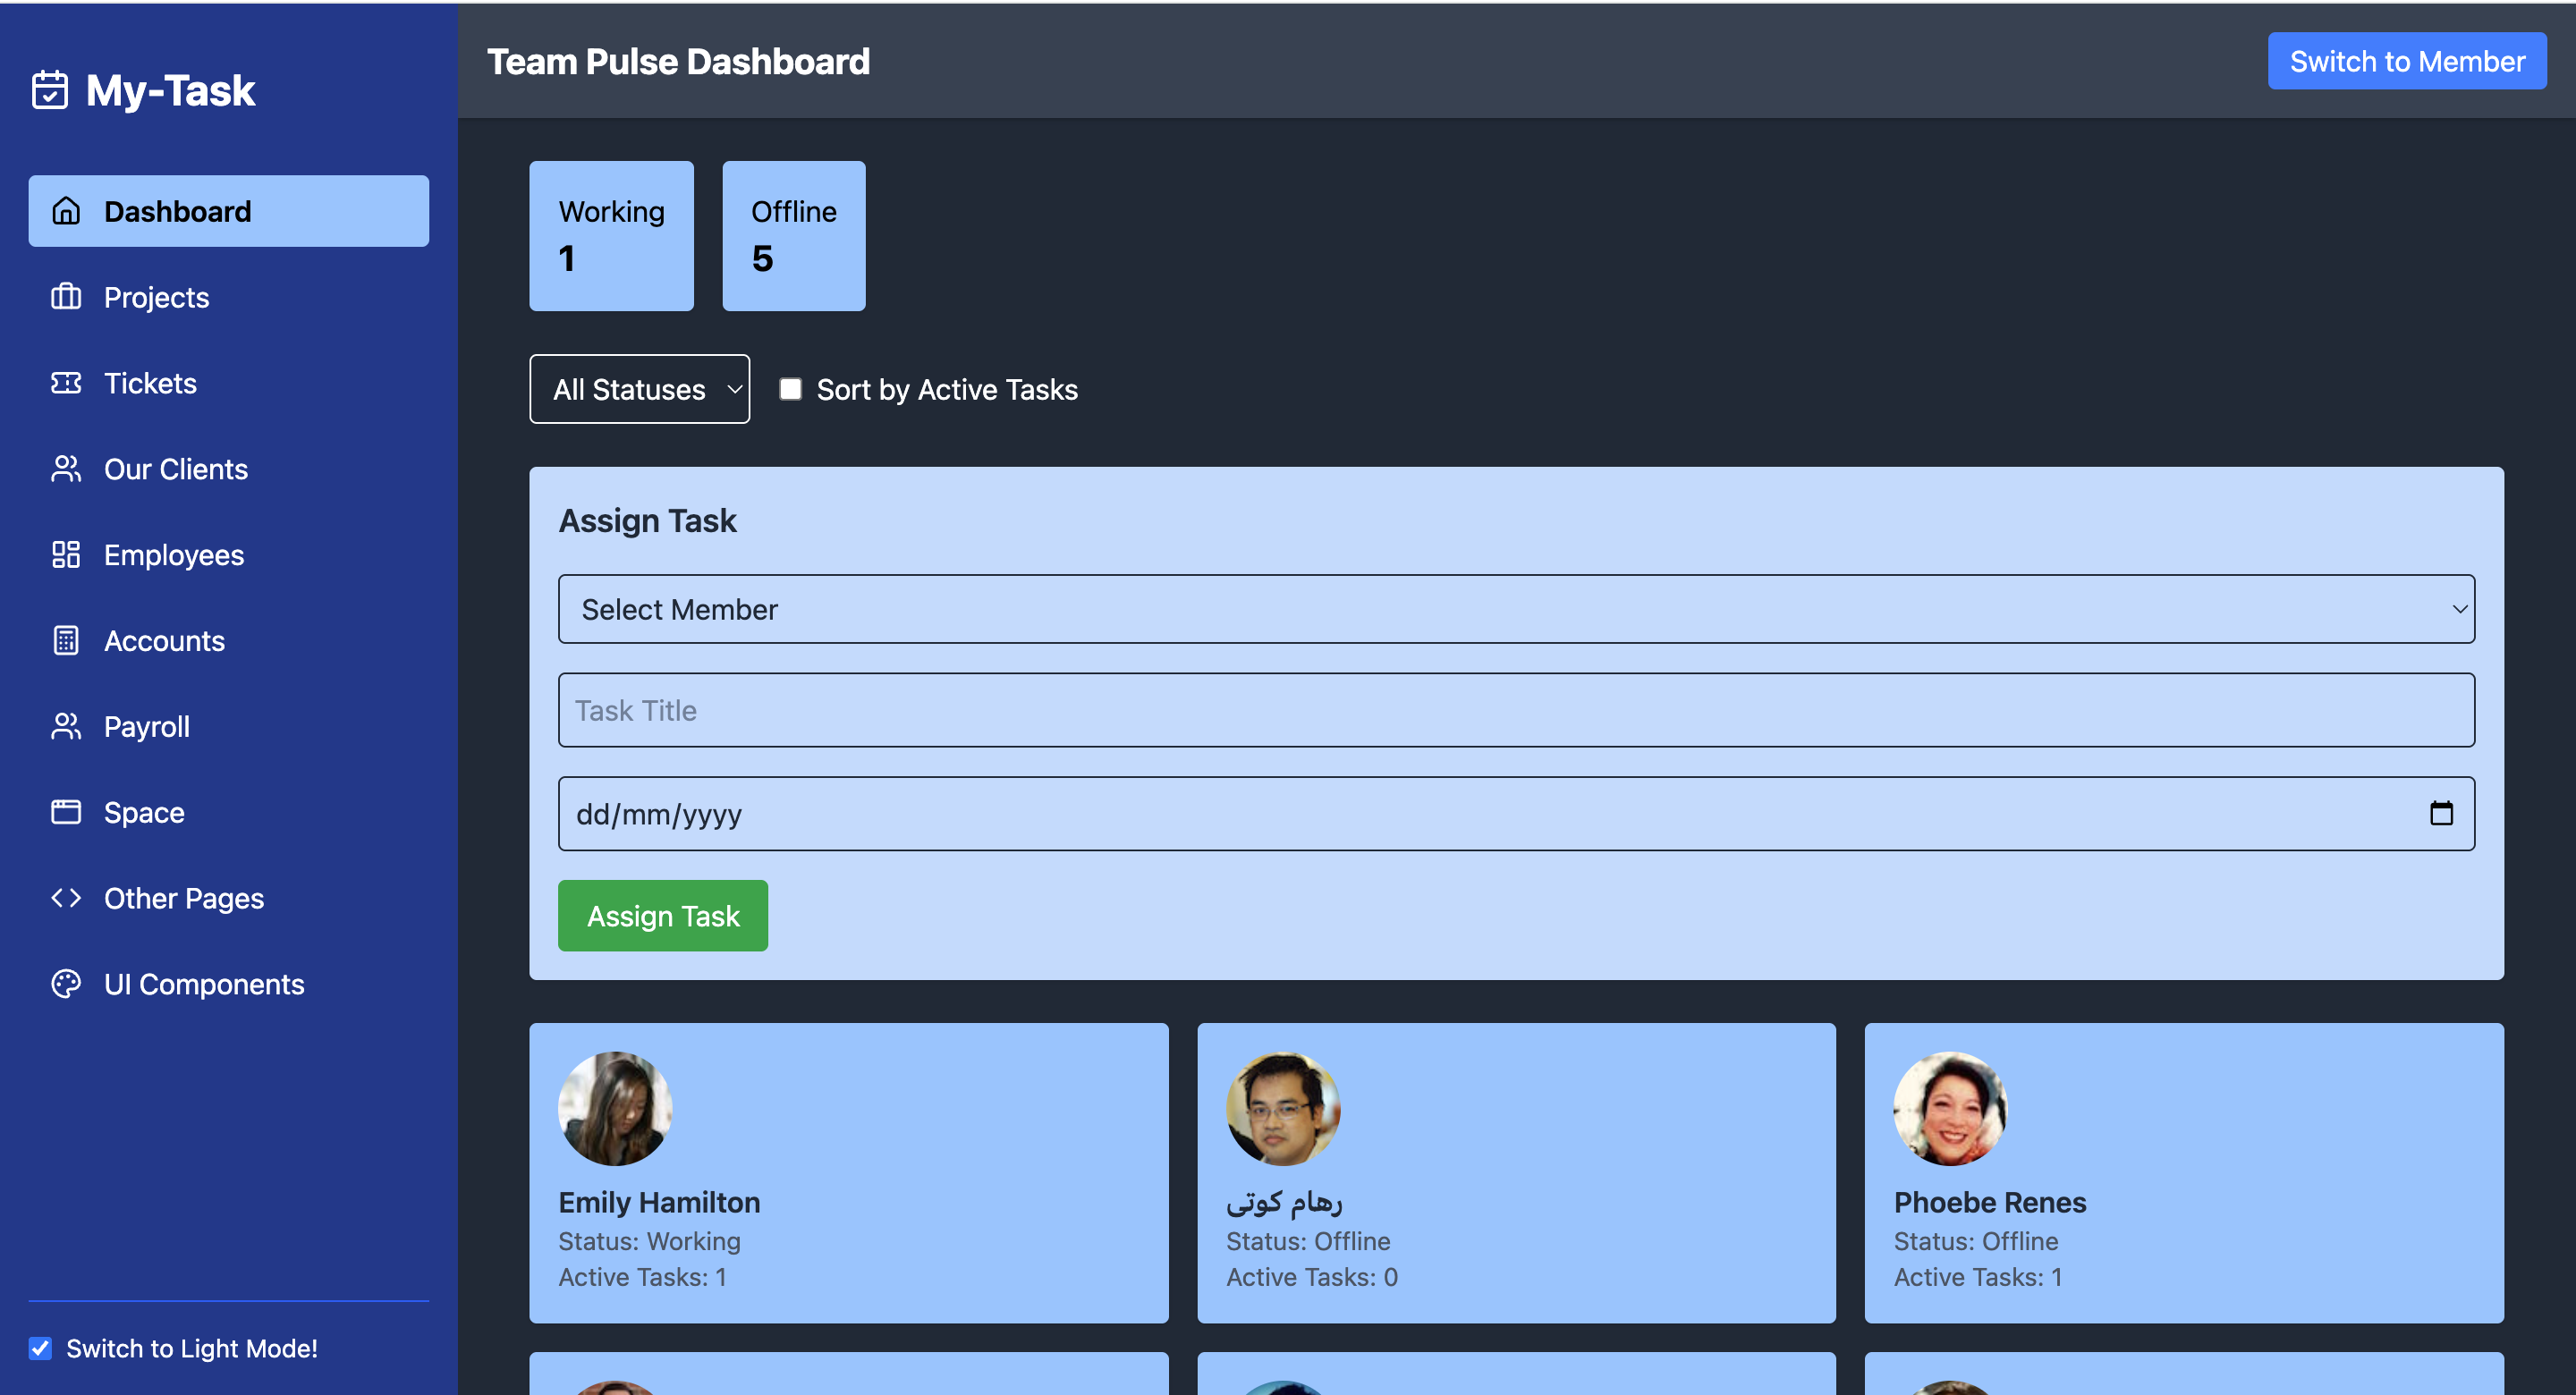 My-Task
Dashboard
Projects
Tickets
Our Clients
Employees
Accounts
Payroll
Space
Other Pages
UI Components
Switch to Light Mode!
Team Pulse Dashboard
Switch to Member
Working
1
Offline
5
All Statuses
Sort by Active Tasks
Assign Task
Select Member
Task Title
dd/mm/yyyy
Assign Task
Emily Hamilton
Status: Working
Active Tasks: 1
رهام کوتی
Status: Offline
Active Tasks: 0
Phoebe Renes
Status: Offline
Active Tasks: 1